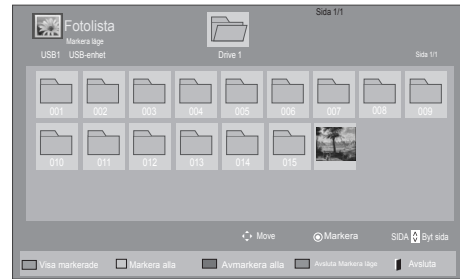 Sida 1/1
Fotolista
Markera läge
USB1 USB-enhet Drive 1 Sida 1/1
001 002 003 004 005 006 007 008 009
010 011 012 013 014 015
Move Markera SIDA Byt sida
Visa markerade Markera alla Avmarkera alla Avsluta Markera läge Avsluta